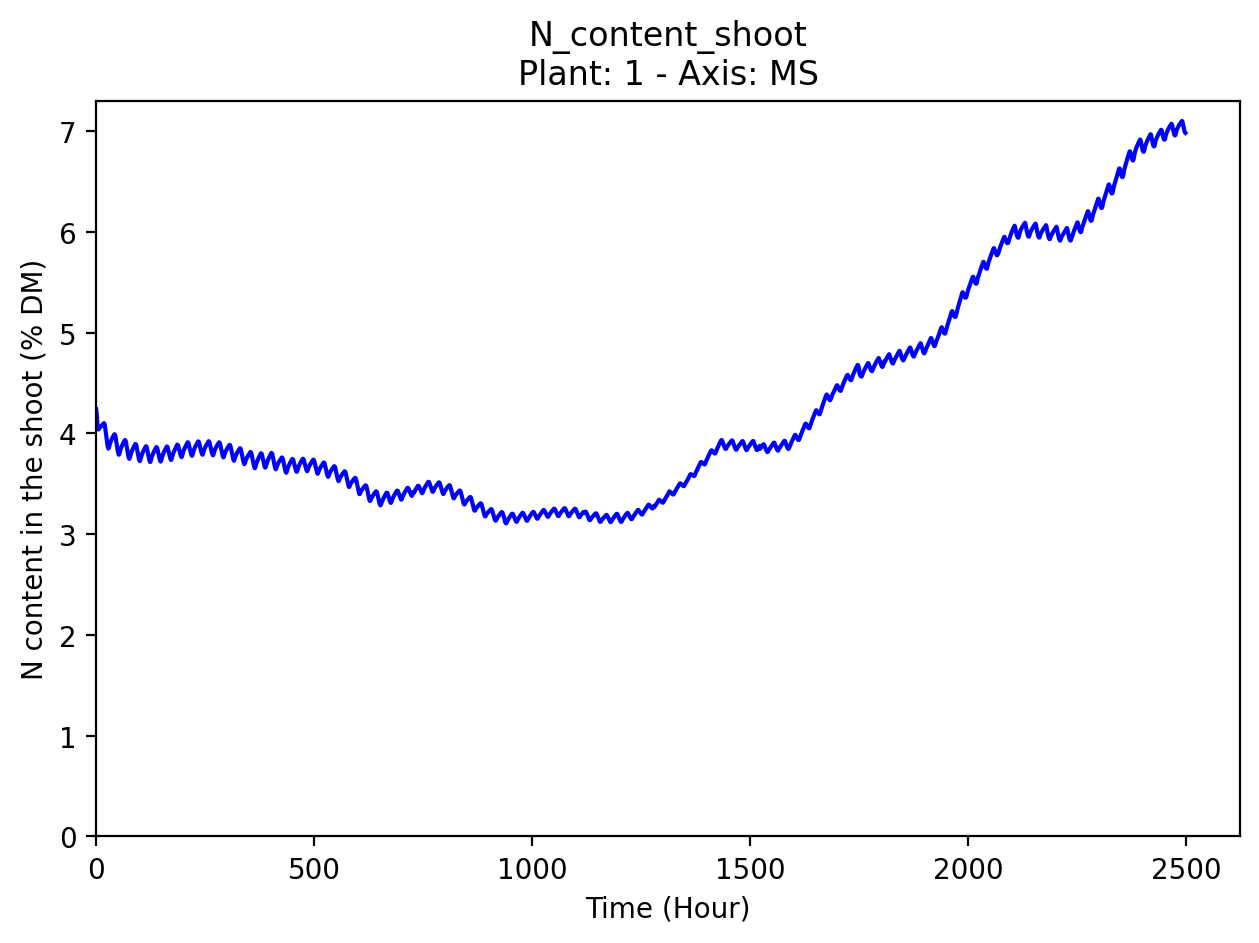 N_content_shoot
Plant: 1 - Axis: MS
N content in the shoot (% DM)
7
6
5
4
3
2
1
0
0 500 1000 1500 2000 2500
Time (Hour)